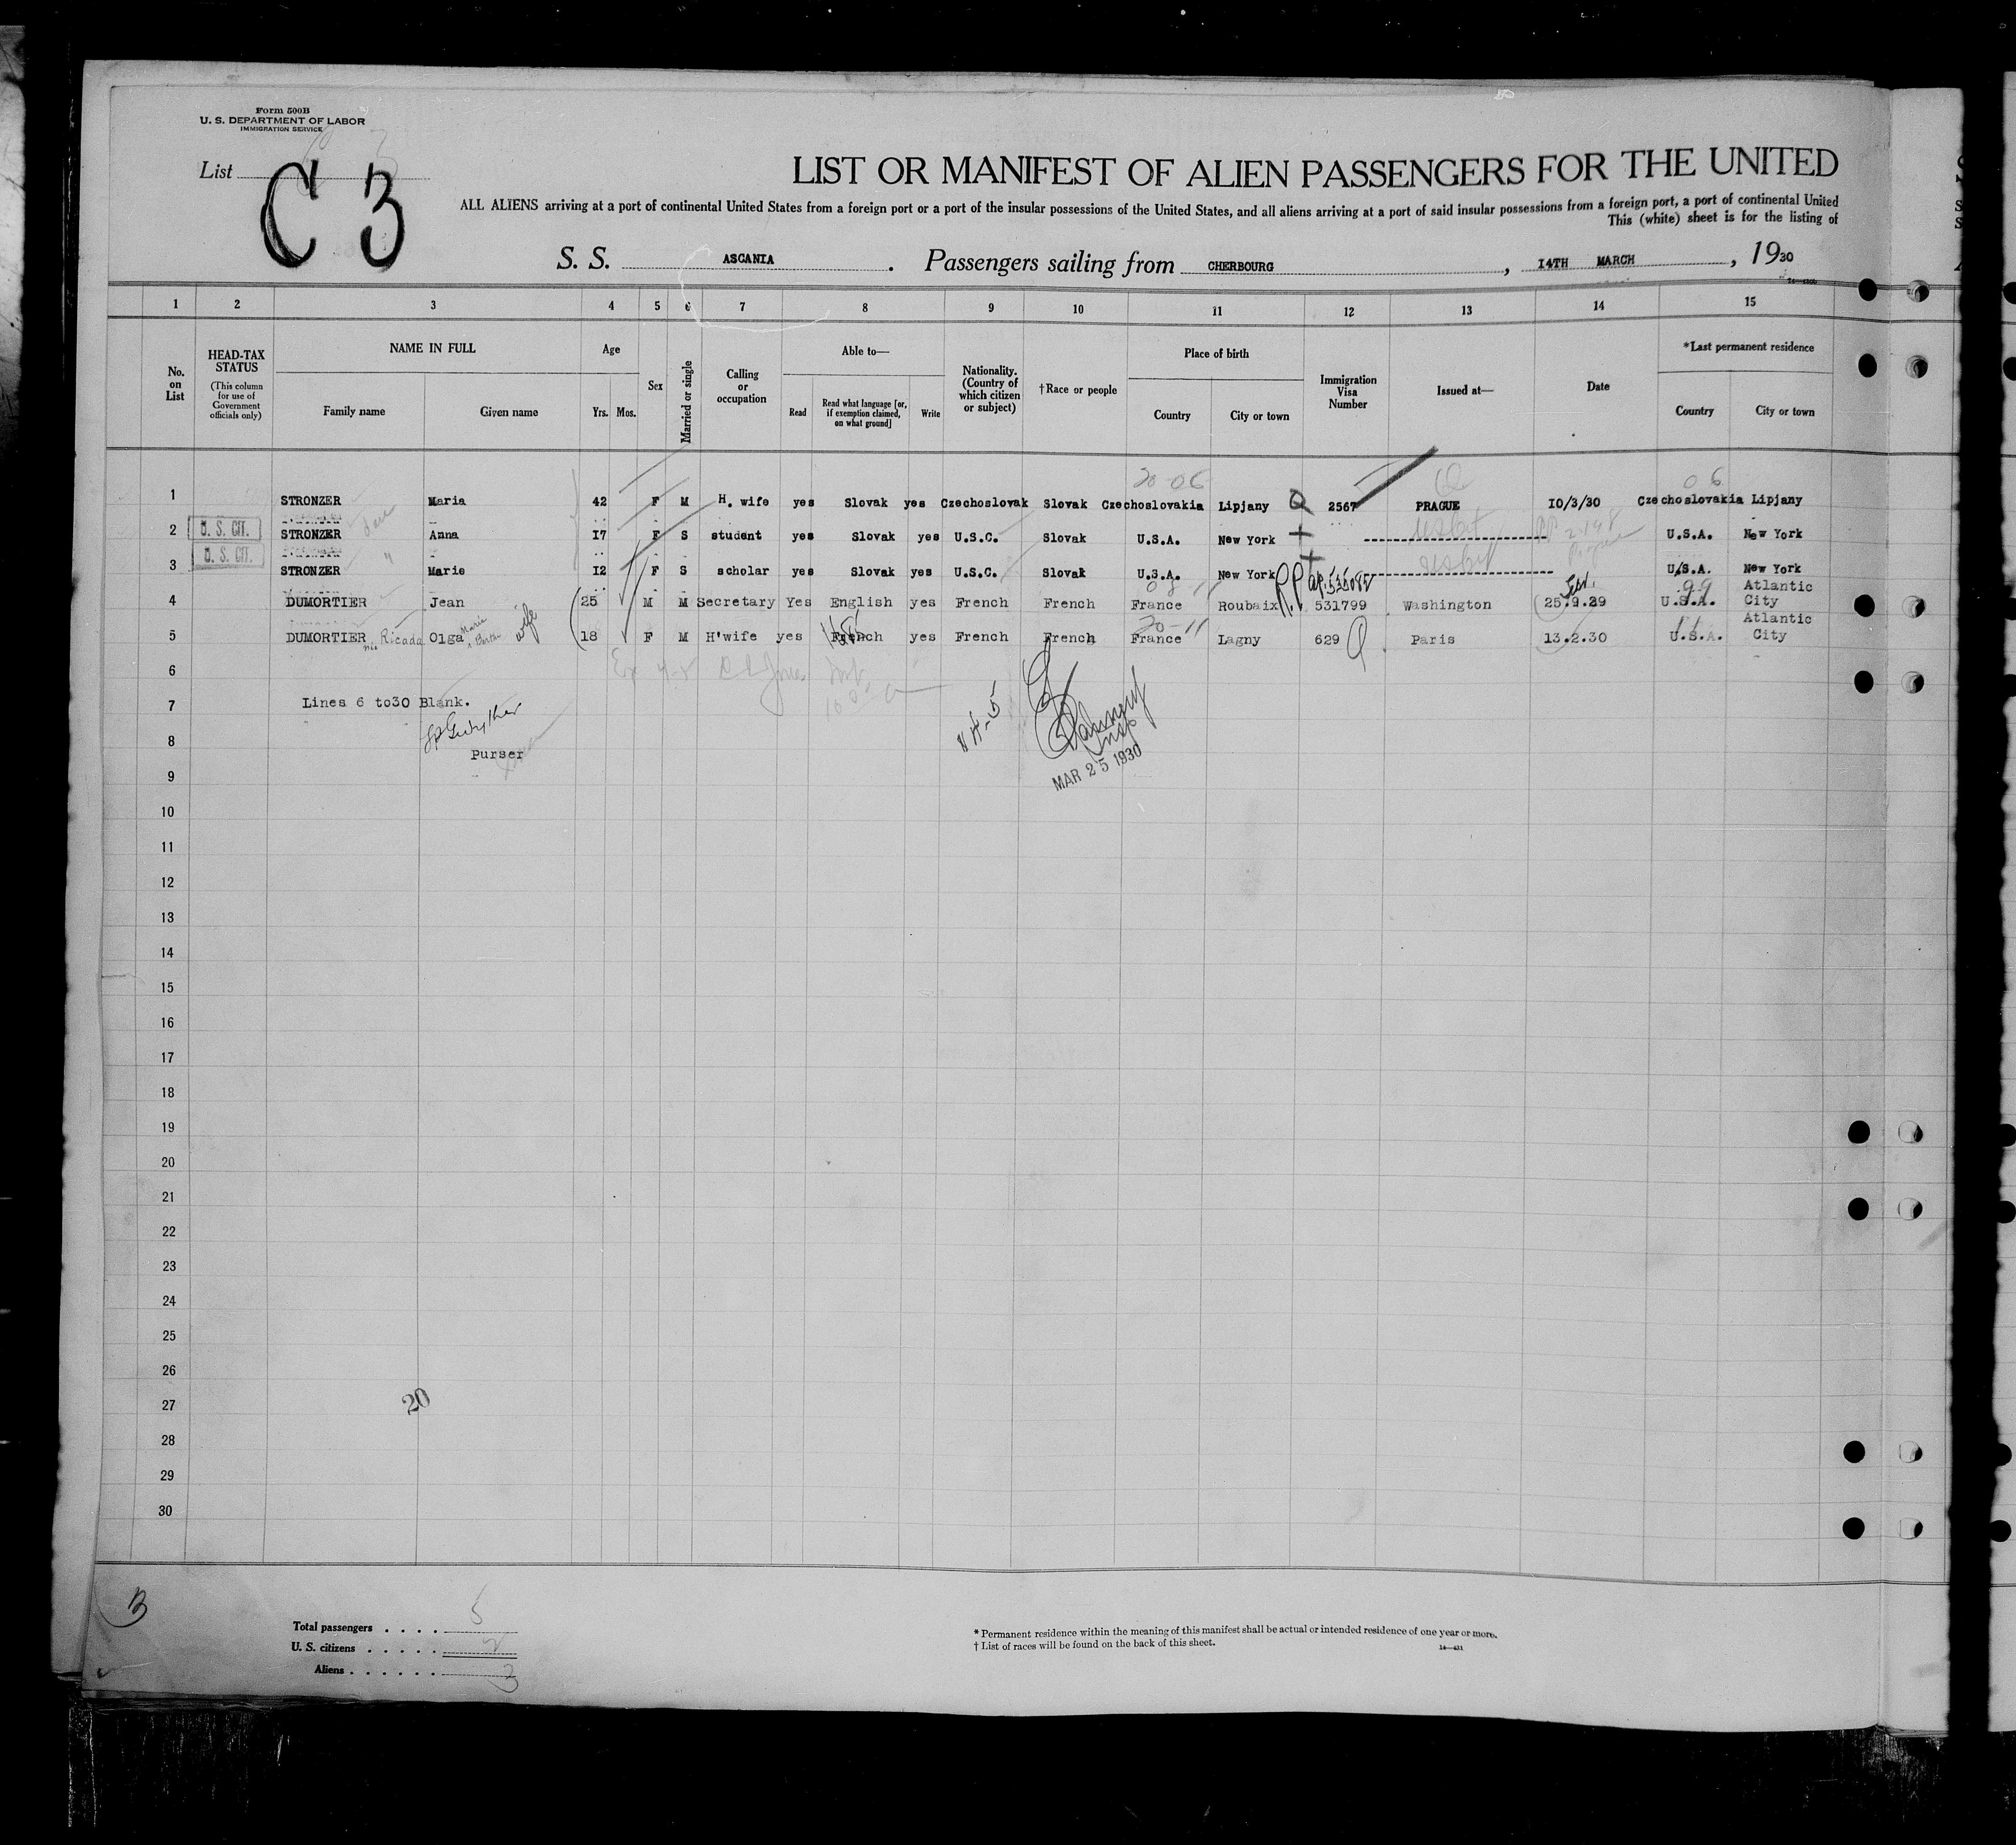 Form 500B
U. S. DEPARTMENT OF LABOR
IMMIGRATION SERVICE
List C 3
LIST OR MANIFEST OF ALIEN PASSENGERS FOR THE UNITED
ALL ALIENS arriving at a port of continental United States from a foreign port or a port of the insular possessions of the United States, and all aliens arriving at a port of said insular possessions from a foreign port, a port of continental United
This (white) sheet is for the listing of
S. S. ASCANIA . Passengers sailing from CHERBOURG , 14TH MARCH , 1930
1 2 3 4 5 6 7 8 9 10 11 12 13 14 15
No. on List
HEAD-TAX STATUS (This column for use of Government officials only)
NAME IN FULL
Family name Given name
Age
Yrs. Mos.
Sex
Married or single
Calling or occupation
Able to—
Read
Read what language [or, if exemption claimed, on what ground]
Write
Nationality. (Country of which citizen or subject)
†Race or people
Place of birth
Country City or town
Immigration Visa Number
Issued at—
Date
*Last permanent residence
Country City or town
20-06 06
1 STRONZER Maria 42 F M H. wife yes Slovak yes Czechoslovak Slovak Czechoslovakia Lipjany Q 2567 PRAGUE 10/3/30 Czechoslovakia Lipjany
2 U. S. CIT. STRONZER Anna 17 F S student yes Slovak yes U.S.C. Slovak U.S.A. New York + U.S.A. New York
3 U. S. CIT. STRONZER " Marie 12 F S scholar yes Slovak yes U.S.C. Slovak U.S.A. New York + U.S.A. New York
4 DUMORTIER Jean 25 M M Secretary Yes English yes French French France Roubaix 531799 Washington 25.9.29 U.S.A. Atlantic City
20-11
5 DUMORTIER née Ricada Olga Marie Berthe wife 18 F M H'wife yes French yes French French France Lagny 629 Q Paris 13.2.30 U.S.A. Atlantic City
6
7 Lines 6 to30 Blank.
8 Purser
MAR 25 1930
9
10
11
12
13
14
15
16
17
18
19
20
21
22
23
24
25
26
27 20
28
29
30
B
Total passengers . . . . 5
U. S. citizens . . . . . 2
Aliens . . . . . . 3
* Permanent residence within the meaning of this manifest shall be actual or intended residence of one year or more.
† List of races will be found on the back of this sheet.